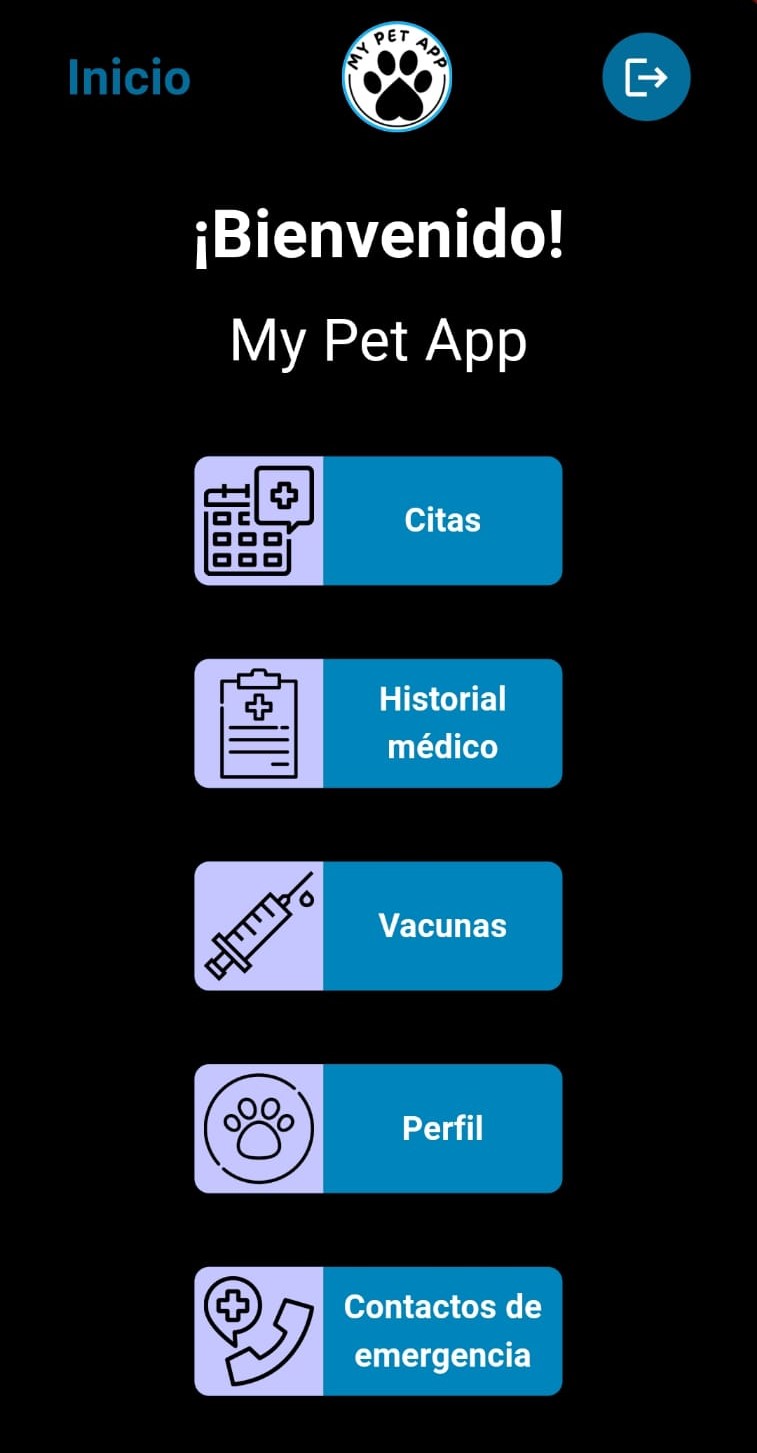 Inicio
MY PET APP
¡Bienvenido!
My Pet App
Citas
Historial
médico
Vacunas
Perfil
Contactos de
emergencia